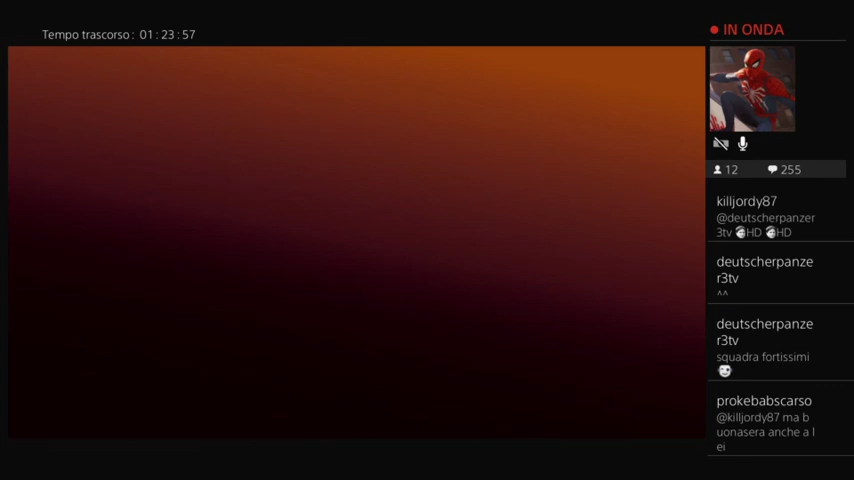 Tempo trascorso: 01:23:57
IN ONDA
12 255
killjordy87
@deutscherpanzer
3tv HD HD
deutscherpanze
r3tv
^^
deutscherpanze
r3tv
squadra fortissimi
prokebabscarso
@killjordy87 ma b
uonasera anche a l
ei